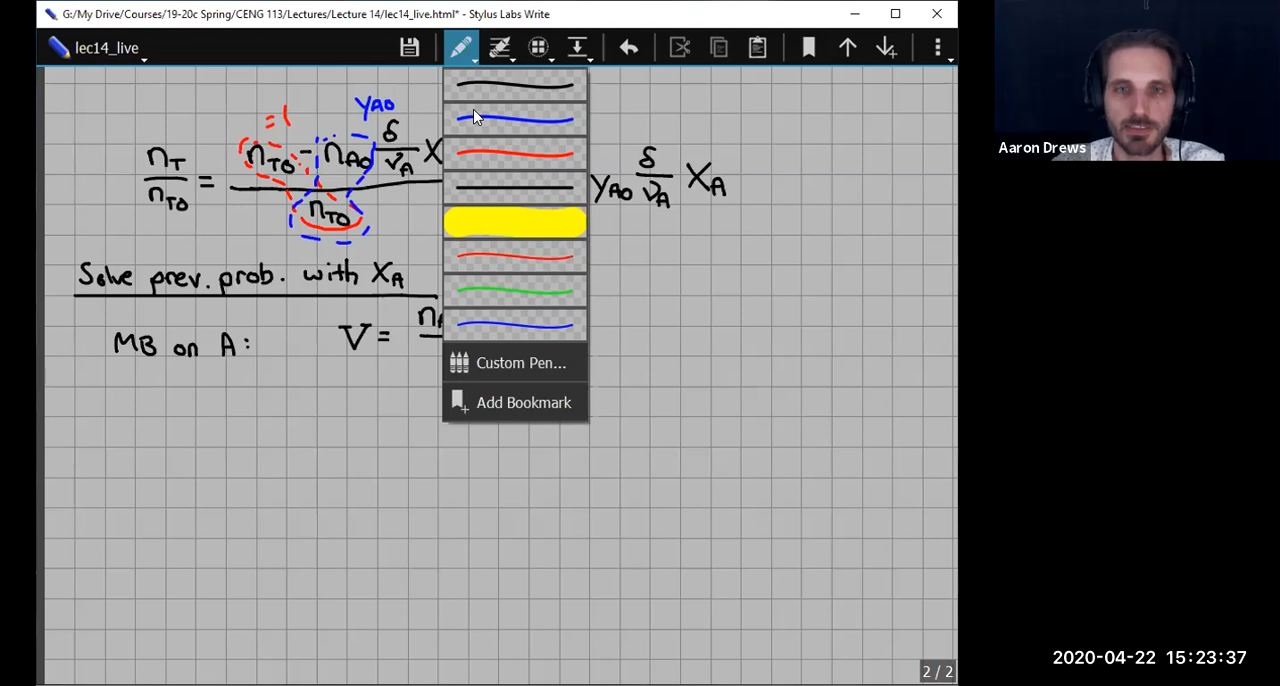 G:/My Drive/Courses/19-20c Spring/CENG 113/Lectures/Lecture 14/lec14_live.html* - Stylus Labs Write
lec14_live
=1
yA0
nT/nT0 = (nT0 - nA0 δ/νA X
nT0
yA0 δ/νA XA
Solve prev. prob. with XA
MB on A: V = n
Custom Pen...
Add Bookmark
2 / 2
Aaron Drews
2020-04-22 15:23:37